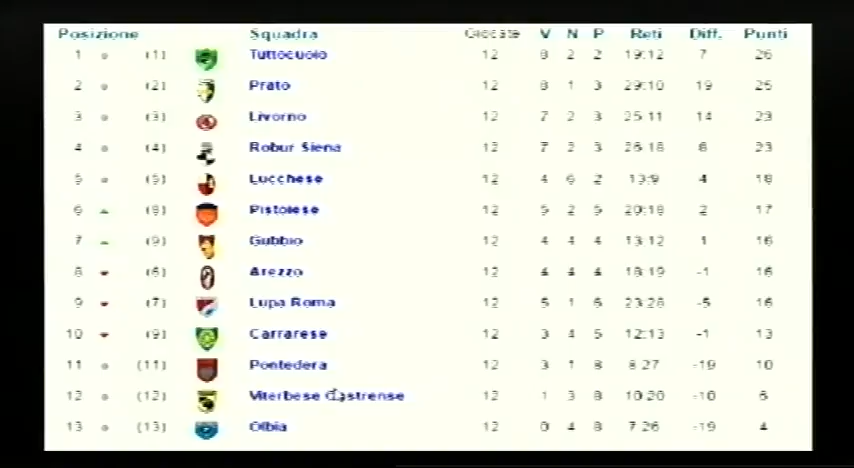 Posizione Squadra Giocate V N P Reti Diff. Punti
1 (1) Tuttocuoio 12 8 2 2 19:12 7 26
2 (2) Prato 12 8 1 3 29:10 19 25
3 (3) Livorno 12 7 2 3 25:11 14 23
4 (4) Robur Siena 12 7 2 3 26:18 8 23
5 (5) Lucchese 12 4 6 2 13:9 4 18
6 (8) Pistoiese 12 5 2 5 20:18 2 17
7 (9) Gubbio 12 4 4 4 13:12 1 16
8 (6) Arezzo 12 4 4 4 18:19 -1 16
9 (7) Lupa Roma 12 5 1 6 23:28 -5 16
10 (9) Carrarese 12 3 4 5 12:13 -1 13
11 (11) Pontedera 12 3 1 8 8:27 -19 10
12 (12) Viterbese Castrense 12 1 3 8 10:20 -10 6
13 (13) Olbia 12 0 4 8 7:26 -19 4